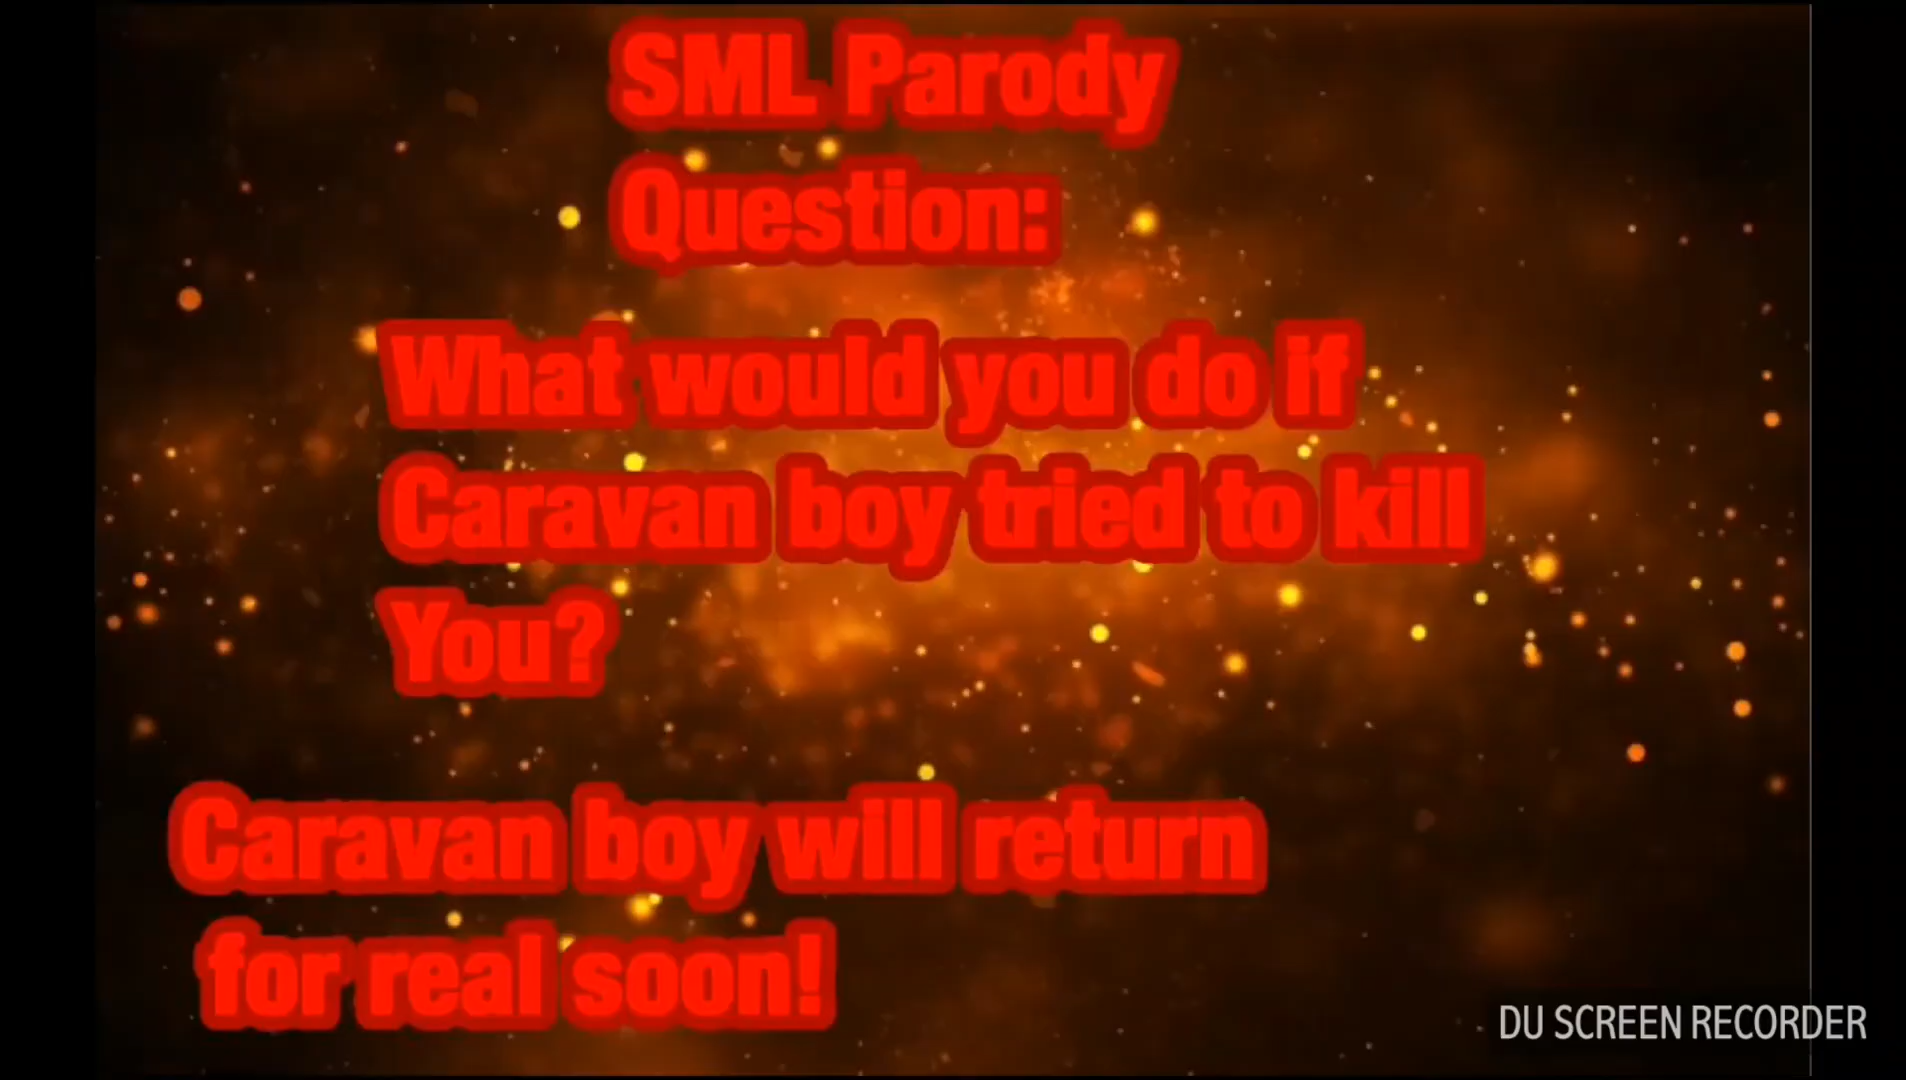 SML Parody
Question:
What would you do if
Caravan boy tried to kill
You?
Caravan boy will return
for real soon!
DU SCREEN RECORDER